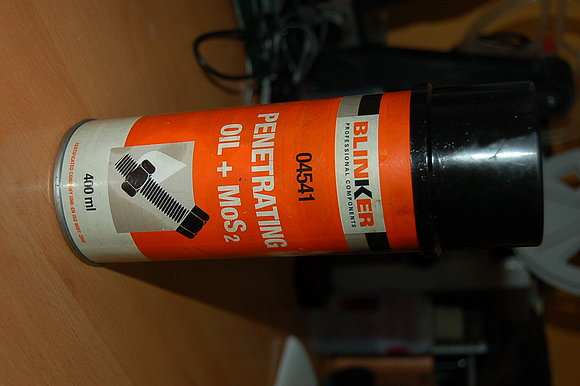 BLINKER
PROFESSIONAL COMPONENTS
04541
PENETRATING
OIL + MoS2
400 ml